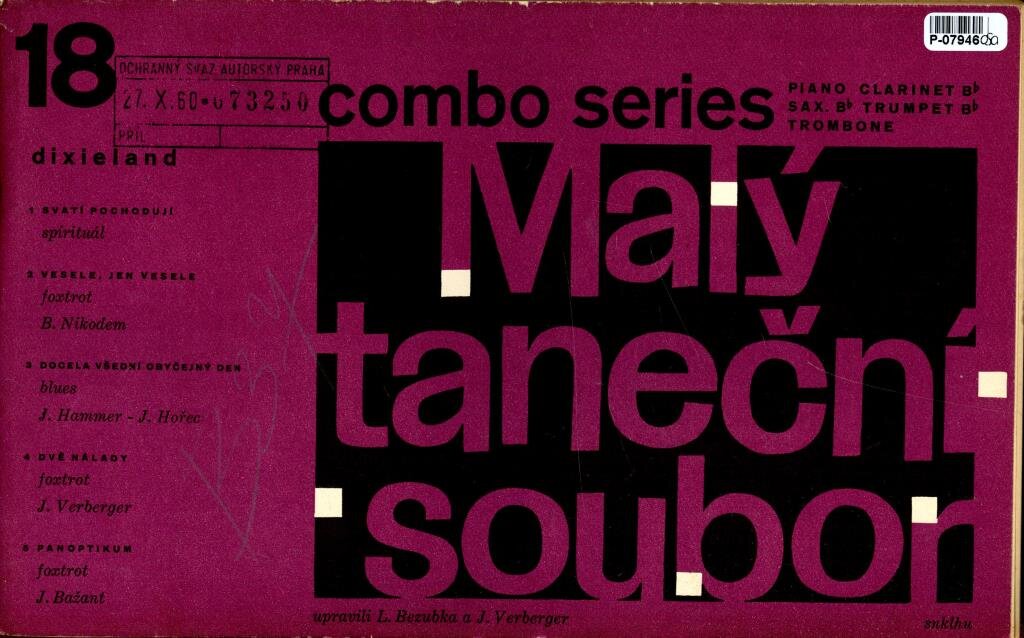 18
OCHRANNÝ SVAZ AUTORSKÝ PRAHA
27. X. 60 • 073250
PŘÍL.
combo series
PIANO CLARINET B♭
SAX. B♭ TRUMPET B♭
TROMBONE
P-07946
dixieland
1 SVATÍ POCHODUJÍ
spirituál
2 VESELE, JEN VESELE
foxtrot
B. Nikodem
3 DOCELA VŠEDNÍ OBYČEJNÝ DEN
blues
J. Hammer - J. Hořec
4 DVĚ NÁLADY
foxtrot
J. Verberger
5 PANOPTIKUM
foxtrot
J. Bažant
Malý
taneční
soubor
upravili L. Bezubka a J. Verberger
snklhu